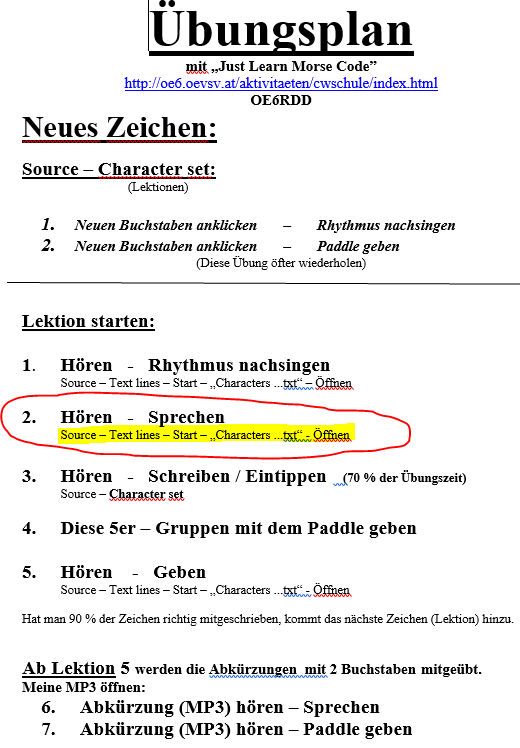 Übungsplan
mit „Just Learn Morse Code”
http://oe6.oevsv.at/aktivitaeten/cwschule/index.html
OE6RDD
Neues Zeichen:
Source – Character set:
(Lektionen)
1. Neuen Buchstaben anklicken – Rhythmus nachsingen
2. Neuen Buchstaben anklicken – Paddle geben
(Diese Übung öfter wiederholen)
Lektion starten:
1. Hören - Rhythmus nachsingen
Source – Text lines – Start – „Characters ...txt“ – Öffnen
2. Hören - Sprechen
Source – Text lines – Start – „Characters ...txt“ - Öffnen
3. Hören - Schreiben / Eintippen (70 % der Übungszeit)
Source – Character set
4. Diese 5er – Gruppen mit dem Paddle geben
5. Hören - Geben
Source – Text lines – Start – „Characters ...txt“ - Öffnen
Hat man 90 % der Zeichen richtig mitgeschrieben, kommt das nächste Zeichen (Lektion) hinzu.
Ab Lektion 5 werden die Abkürzungen mit 2 Buchstaben mitgeübt.
Meine MP3 öffnen:
6. Abkürzung (MP3) hören – Sprechen
7. Abkürzung (MP3) hören – Paddle geben